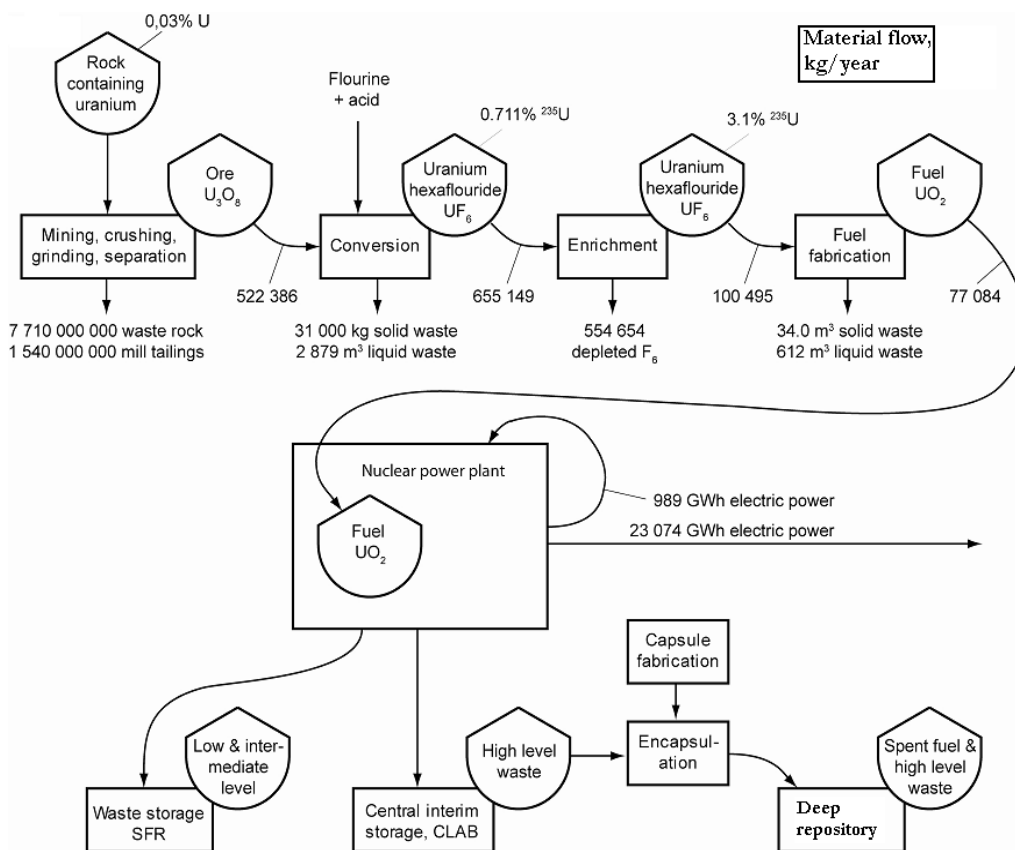 0,03% U
Material flow,
kg/year
Rock
containing
uranium
Flourine
+ acid
0.711% ²³⁵U
3.1% ²³⁵U
Ore
U₃O₈
Uranium
hexaflouride
UF₆
Uranium
hexaflouride
UF₆
Fuel
UO₂
Mining, crushing,
grinding, separation
Conversion
Enrichment
Fuel
fabrication
522 386
655 149
100 495
77 084
7 710 000 000 waste rock
1 540 000 000 mill tailings
31 000 kg solid waste
2 879 m³ liquid waste
554 654
depleted F₆
34.0 m³ solid waste
612 m³ liquid waste
Nuclear power plant
989 GWh electric power
23 074 GWh electric power
Fuel
UO₂
Capsule
fabrication
Low & inter-
mediate
level
High level
waste
Encapsul-
ation
Spent fuel &
high level
waste
Waste storage
SFR
Central interim
storage, CLAB
Deep
repository